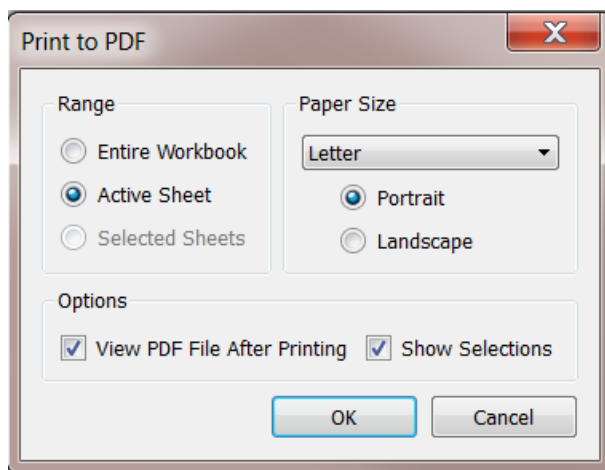 Print to PDF
Range
Entire Workbook
Active Sheet
Selected Sheets
Paper Size
Letter
Portrait
Landscape
Options
View PDF File After Printing
Show Selections
OK
Cancel